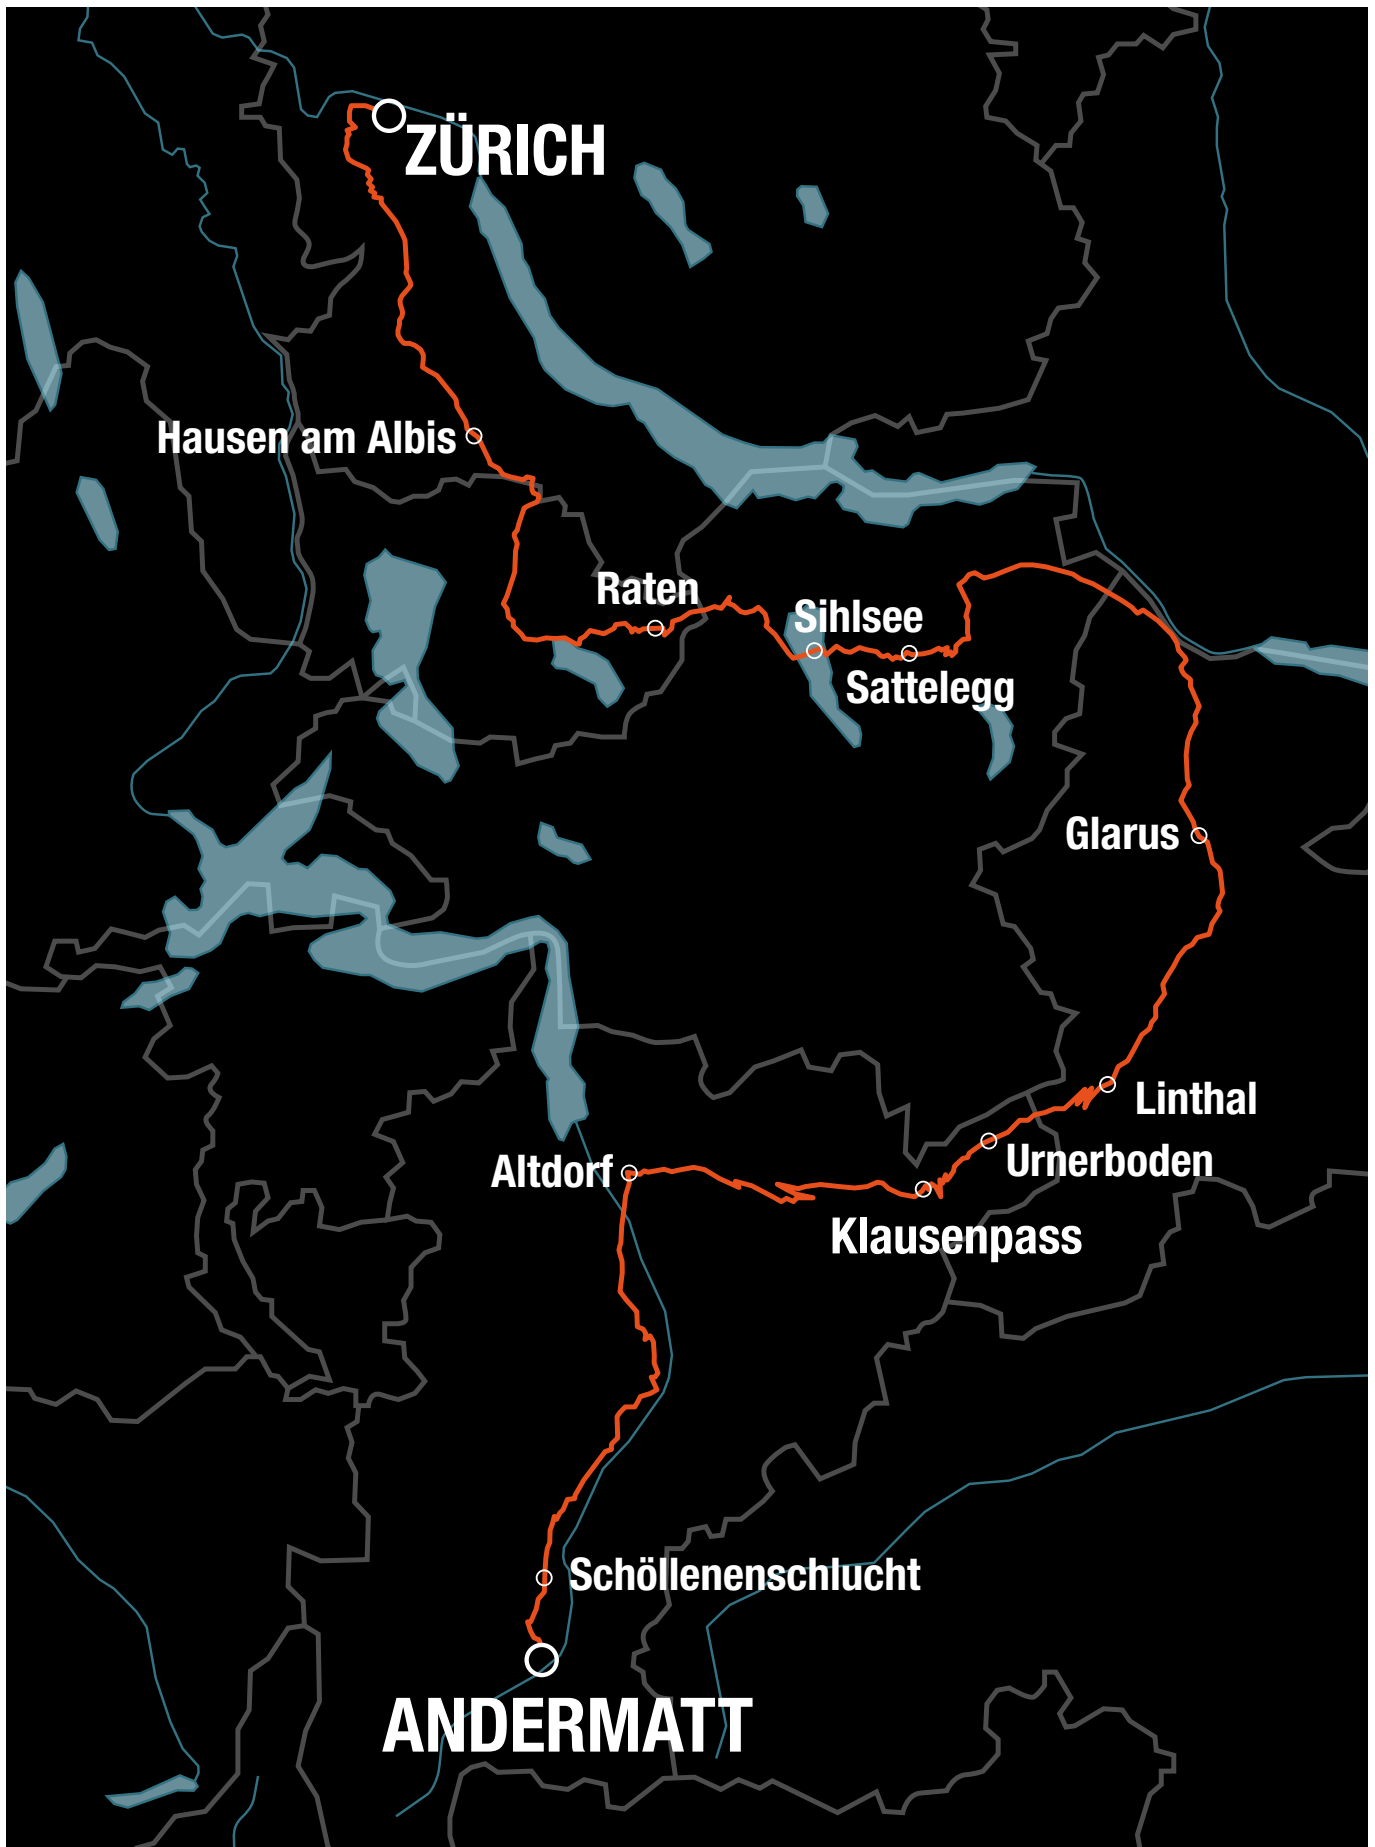 ZÜRICH
Hausen am Albis
Raten
Sihlsee
Sattelegg
Glarus
Linthal
Urnerboden
Altdorf
Klausenpass
Schöllenenschlucht
ANDERMATT